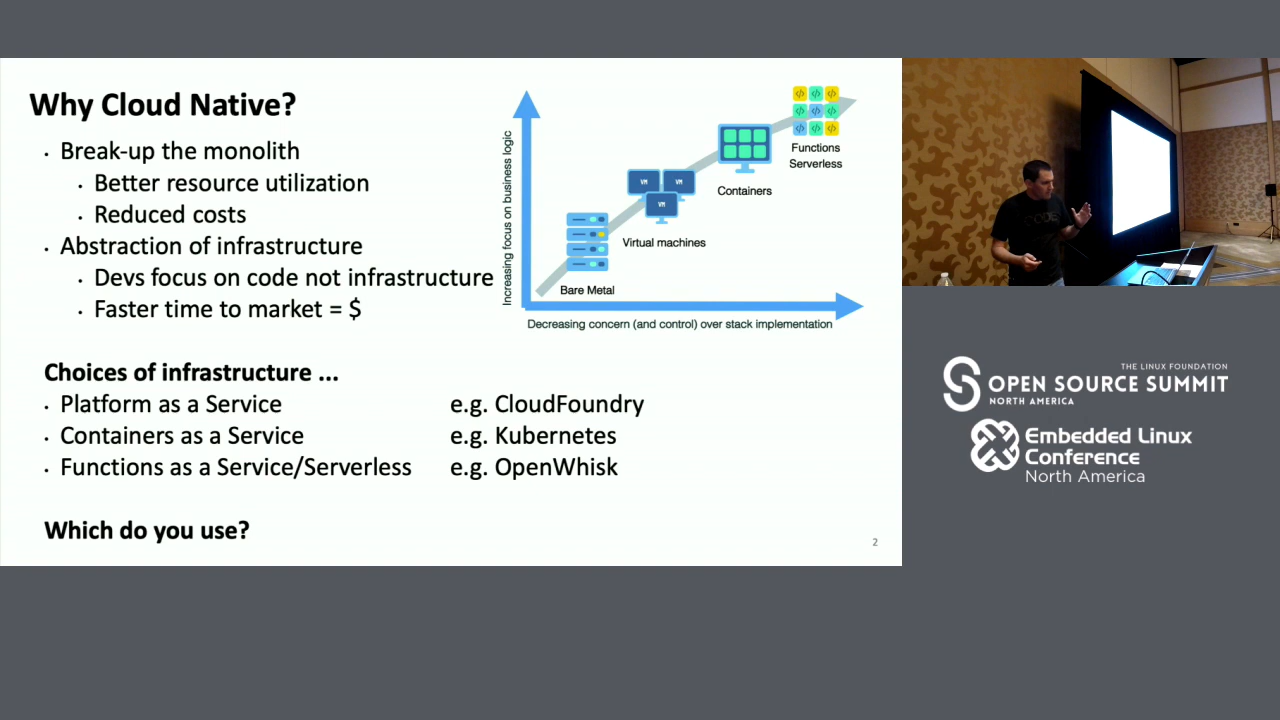 Why Cloud Native?
· Break-up the monolith
· Better resource utilization
· Reduced costs
· Abstraction of infrastructure
· Devs focus on code not infrastructure
· Faster time to market = $
Increasing focus on business logic
Functions
Serverless
Containers
VM VM
VM
Virtual machines
Bare Metal
Decreasing concern (and control) over stack implementation
Choices of infrastructure ...
· Platform as a Service e.g. CloudFoundry
· Containers as a Service e.g. Kubernetes
· Functions as a Service/Serverless e.g. OpenWhisk
Which do you use?
2
THE LINUX FOUNDATION
OPEN SOURCE SUMMIT
NORTH AMERICA
Embedded Linux
Conference
North America